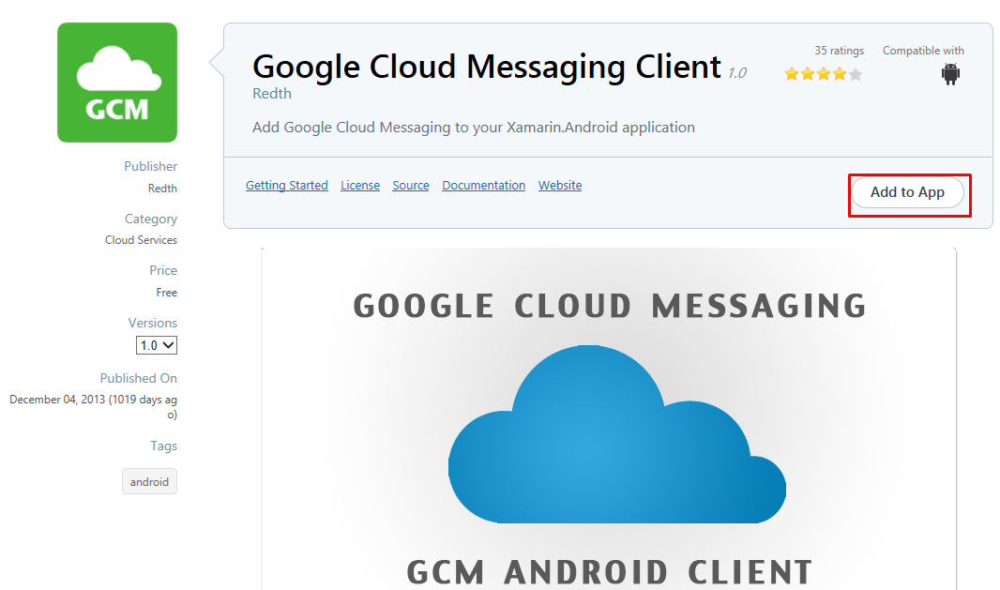 GCM
Publisher
Redth
Category
Cloud Services
Price
Free
Versions
1.0
Published On
December 04, 2013 (1019 days ag
o)
Tags
android
Google Cloud Messaging Client 1.0
Redth
Add Google Cloud Messaging to your Xamarin.Android application
35 ratings
Compatible with
Getting Started License Source Documentation Website
Add to App
GOOGLE CLOUD MESSAGING
GCM ANDROID CLIENT